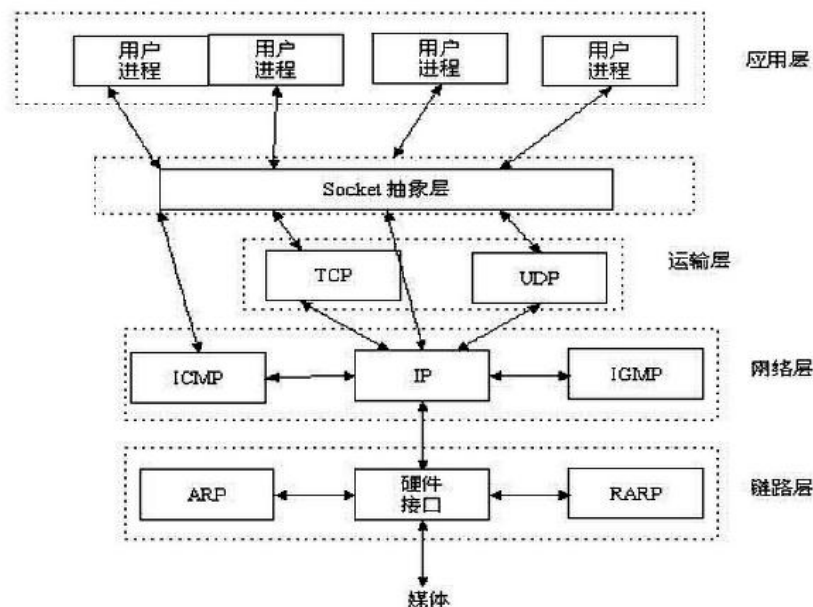 用户
进程
用户
进程
用户
进程
用户
进程
应用层
Socket 抽象层
TCP
UDP
运输层
ICMP
IP
IGMP
网络层
ARP
硬件
接口
RARP
链路层
媒体